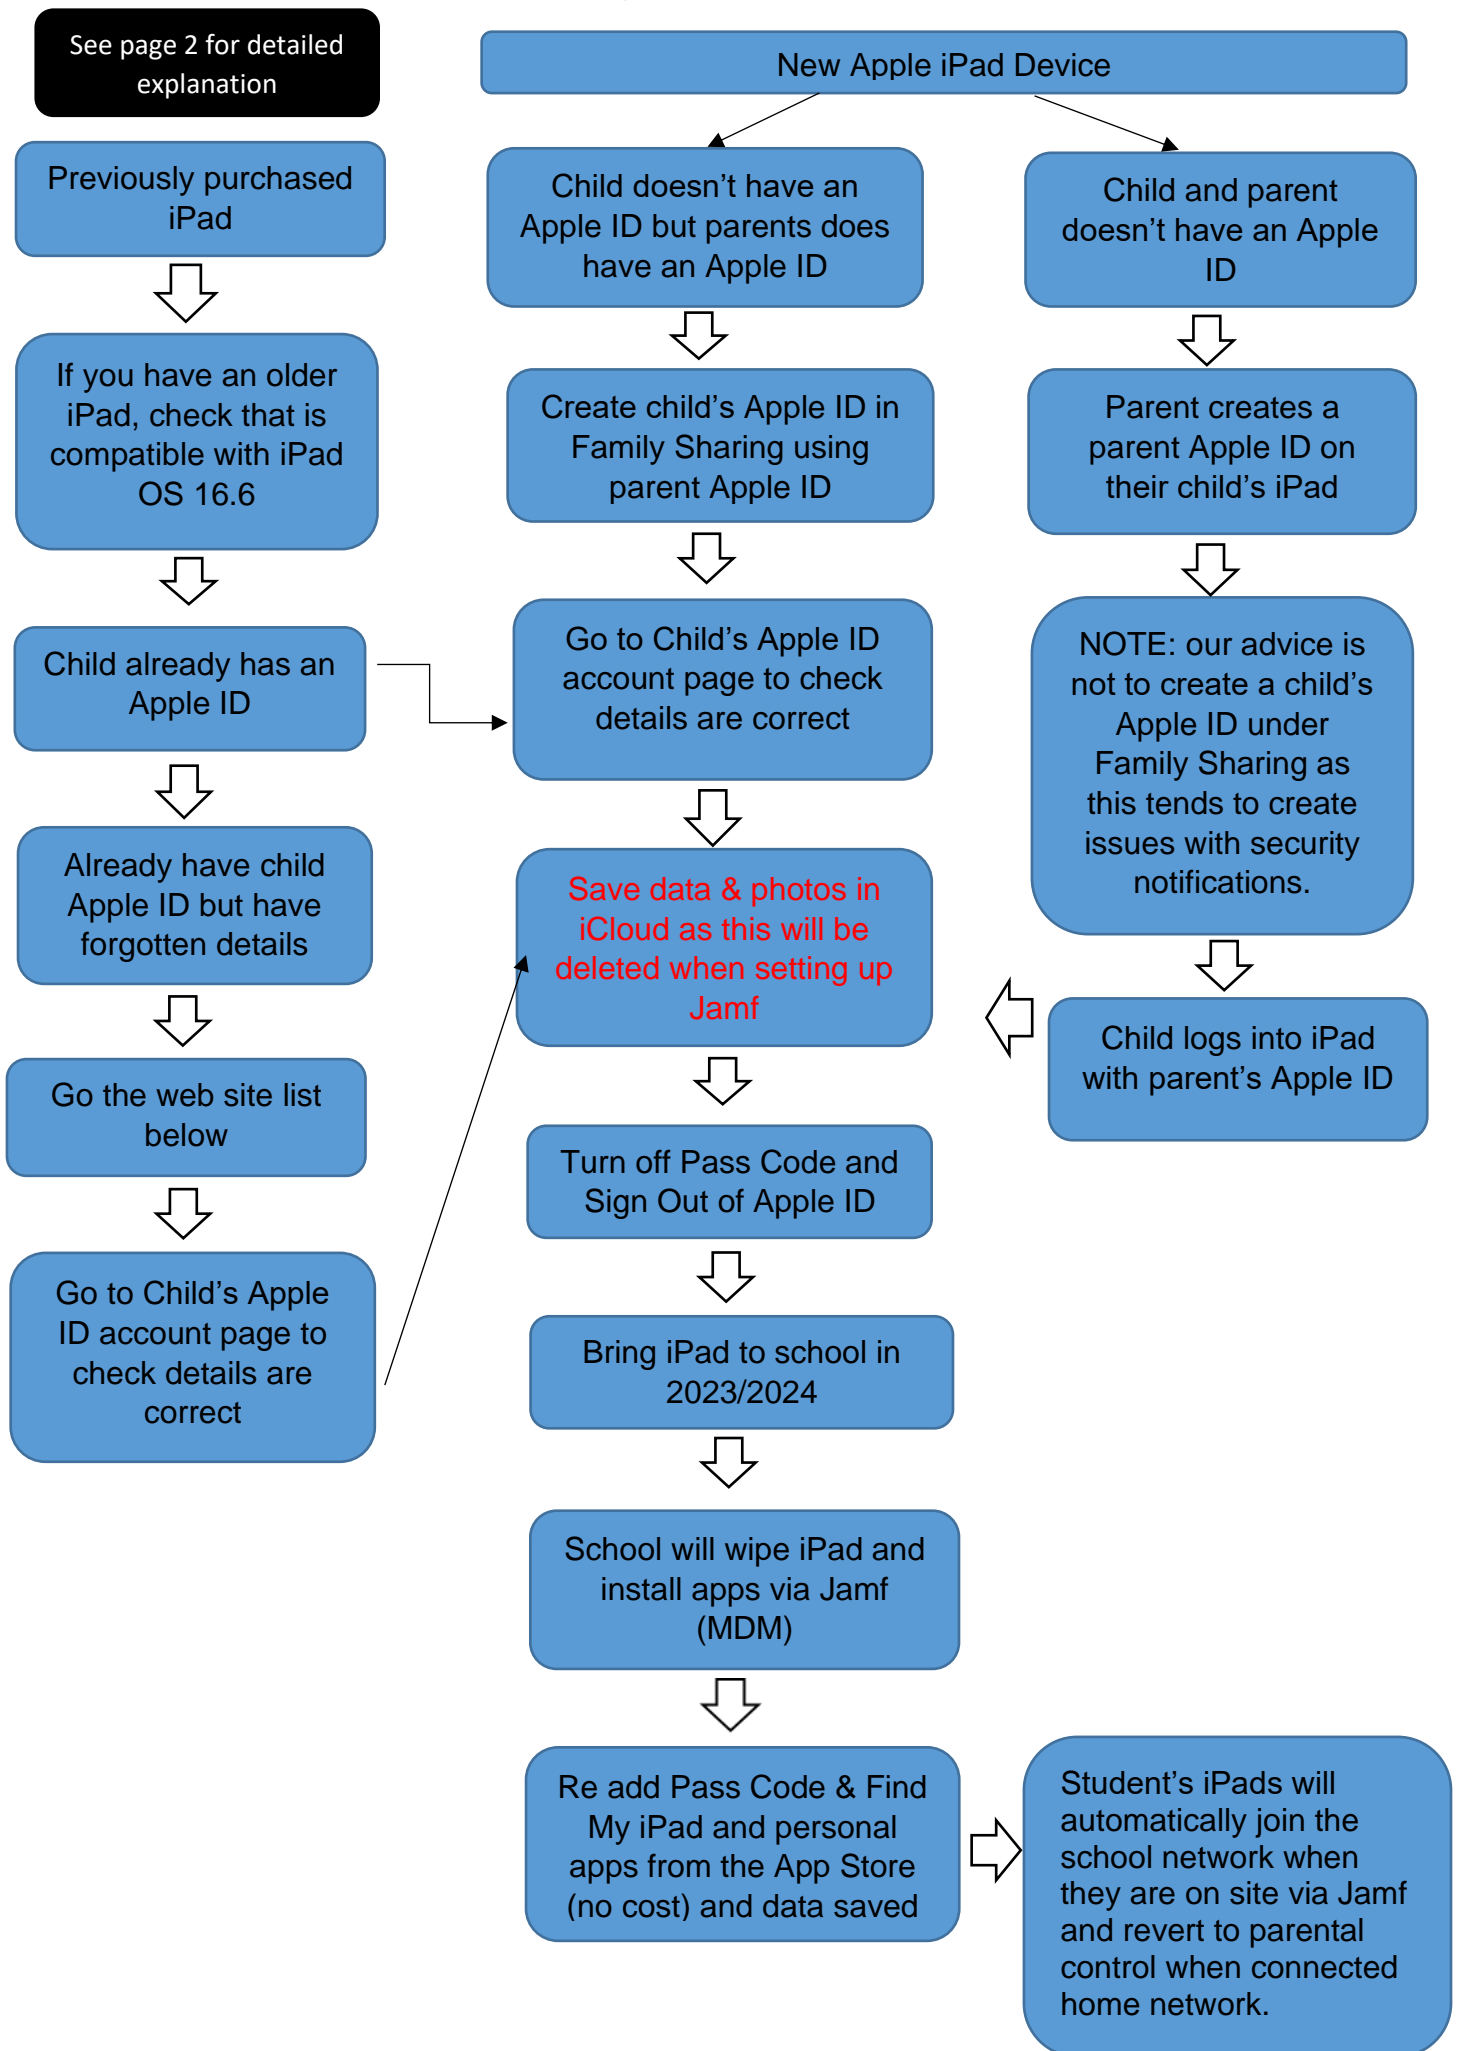 See page 2 for detailed
explanation
New Apple iPad Device
Previously purchased
iPad
If you have an older
iPad, check that is
compatible with iPad
OS 16.6
Child already has an
Apple ID
Already have child
Apple ID but have
forgotten details
Go the web site list
below
Go to Child’s Apple
ID account page to
check details are
correct
Child doesn’t have an
Apple ID but parents does
have an Apple ID
Create child’s Apple ID in
Family Sharing using
parent Apple ID
Go to Child’s Apple ID
account page to check
details are correct
Save data & photos in
iCloud as this will be
deleted when setting up
Jamf
Turn off Pass Code and
Sign Out of Apple ID
Bring iPad to school in
2023/2024
School will wipe iPad and
install apps via Jamf
(MDM)
Re add Pass Code & Find
My iPad and personal
apps from the App Store
(no cost) and data saved
Child and parent
doesn’t have an Apple
ID
Parent creates a
parent Apple ID on
their child’s iPad
NOTE: our advice is
not to create a child’s
Apple ID under
Family Sharing as
this tends to create
issues with security
notifications.
Child logs into iPad
with parent’s Apple ID
Student’s iPads will
automatically join the
school network when
they are on site via Jamf
and revert to parental
control when connected
home network.